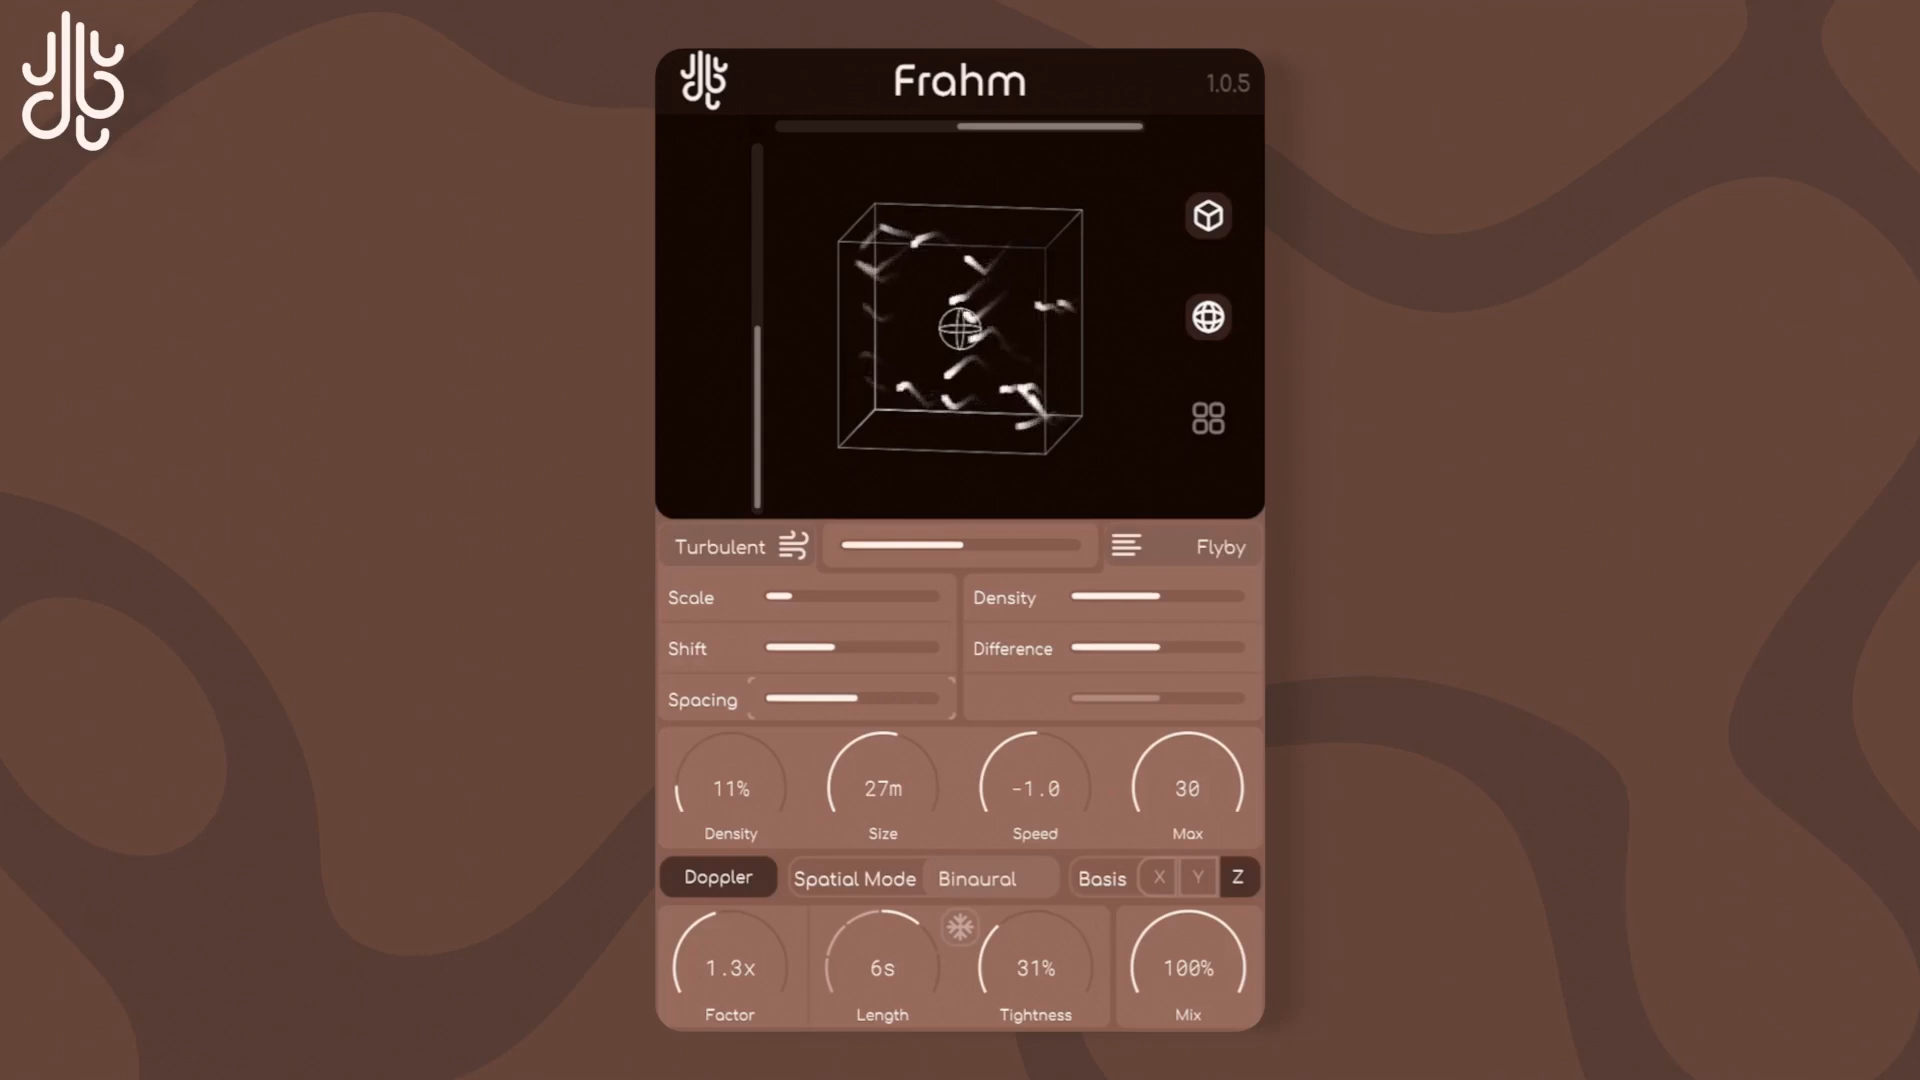 Frahm
1.0.5
Turbulent
Flyby
Scale
Density
Shift
Difference
Spacing
11%
27m
-1.0
30
Density
Size
Speed
Max
Doppler
Spatial Mode
Binaural
Basis
X
Y
Z
1.3x
6s
31%
100%
Factor
Length
Tightness
Mix